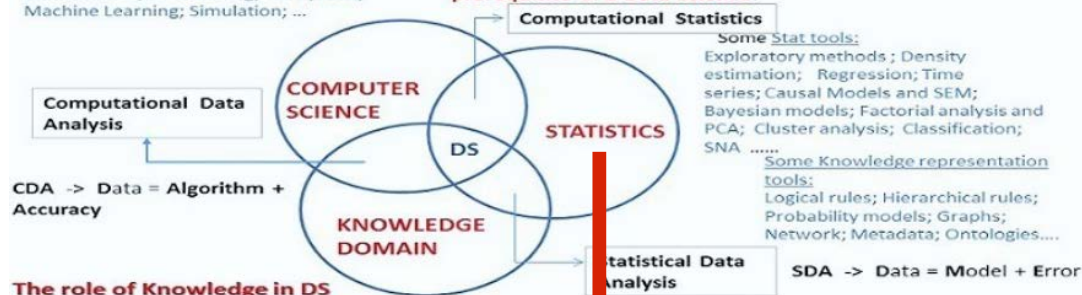 Machine Learning; Simulation; ...
Computational Statistics
Some Stat tools:
Exploratory methods ; Density
estimation; Regression; Time
series; Causal Models and SEM;
Bayesian models; Factorial analysis and
PCA; Cluster analysis; Classification;
SNA ......
COMPUTER
SCIENCE
Computational Data
Analysis
STATISTICS
DS
Some Knowledge representation
tools:
Logical rules; Hierarchical rules;
Probability models; Graphs;
Network; Metadata; Ontologies....
CDA -> Data = Algorithm +
Accuracy
KNOWLEDGE
DOMAIN
Statistical Data
Analysis
SDA -> Data = Model + Error
The role of Knowledge in DS